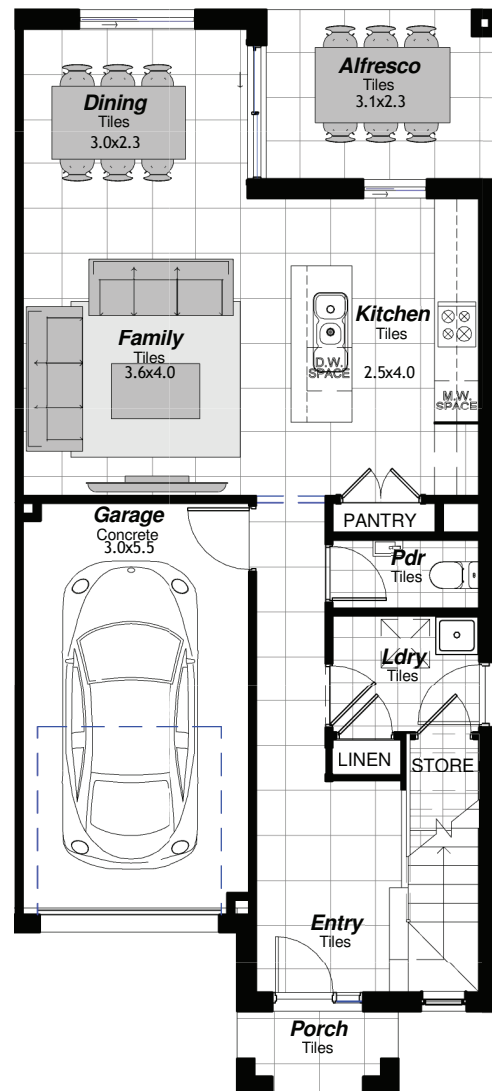 Alfresco
Tiles
3.1x2.3
Dining
Tiles
3.0x2.3
Kitchen
Tiles
2.5x4.0
Family
Tiles
3.6x4.0
D.W.
SPACE
M.W.
SPACE
Garage
Concrete
3.0x5.5
PANTRY
Pdr
Tiles
Ldry
Tiles
LINEN
STORE
Entry
Tiles
Porch
Tiles